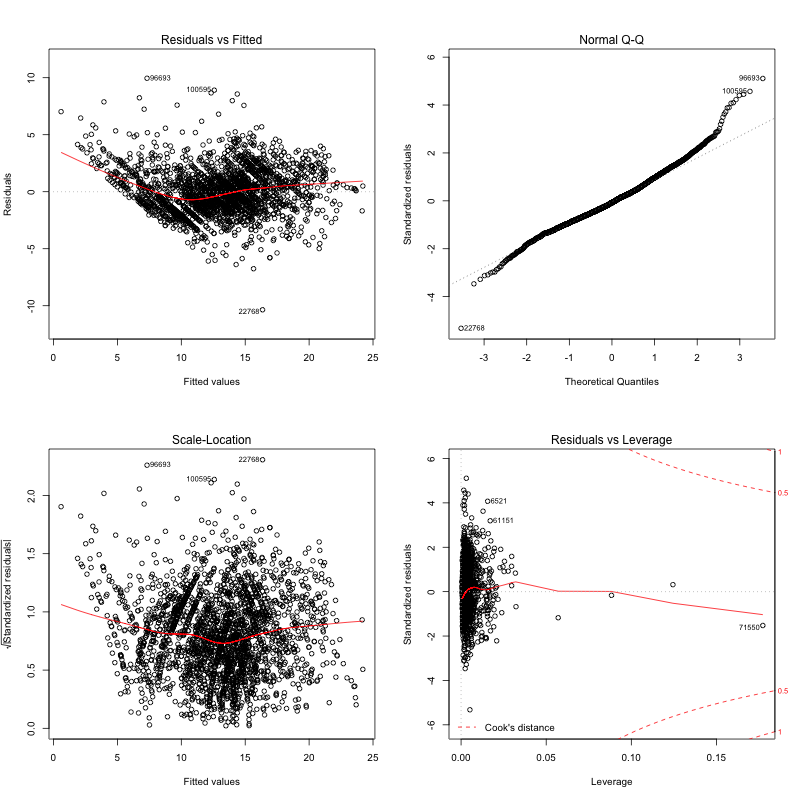 Residuals vs Fitted
10
5
0
-5
-10
Residuals
96693
100595
22768
0 5 10 15 20 25
Fitted values
Normal Q-Q
6
4
2
0
-2
-4
Standardized residuals
96693
100595
22768
-3 -2 -1 0 1 2 3
Theoretical Quantiles
Scale-Location
2.0
1.5
1.0
0.5
0.0
√|Standardized residuals|
96693
100595
22768
0 5 10 15 20 25
Fitted values
Residuals vs Leverage
6
4
2
0
-2
-4
-6
Standardized residuals
1
0.5
6521
61151
71550
0.5
1
Cook's distance
0.00 0.05 0.10 0.15
Leverage